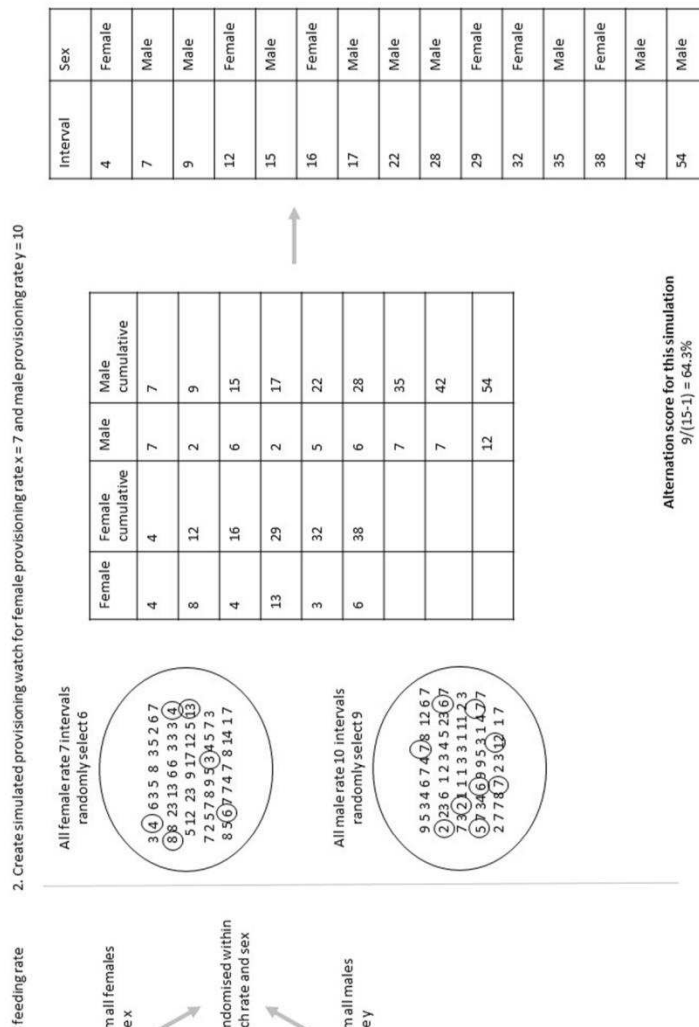 feeding rate
m all females
e x
ndomised within
ch rate and sex
m all males
e y
2. Create simulated provisioning watch for female provisioning rate x = 7 and male provisioning rate y = 10
All female rate 7 intervals
randomly select 6
3 4 6 3 5 8 3 5 2 6 7
8 8 23 13 6 6 3 3 3 4
5 12 23 9 17 12 5 13
7 2 5 7 8 9 5 3 4 5 7 3
8 5 6 7 7 4 7 8 14 1 7
All male rate 10 intervals
randomly select 9
9 5 3 4 6 7 4 7 8 12 6 7
2 23 6 1 2 3 4 5 23 6 7
7 3 2 1 1 1 3 3 1 11 2 3
5 7 3 4 6 9 9 5 3 1 4 7 7
2 7 7 8 7 2 3 12 1 7
Female Female cumulative Male Male cumulative
4 4 7 7
8 12 2 9
4 16 6 15
13 29 2 17
3 32 5 22
6 38 6 28
7 35
7 42
12 54
Interval Sex
4 Female
7 Male
9 Male
12 Female
15 Male
16 Female
17 Male
22 Male
28 Male
29 Female
32 Female
35 Male
38 Female
42 Male
54 Male
Alternation score for this simulation
9/(15-1) = 64.3%